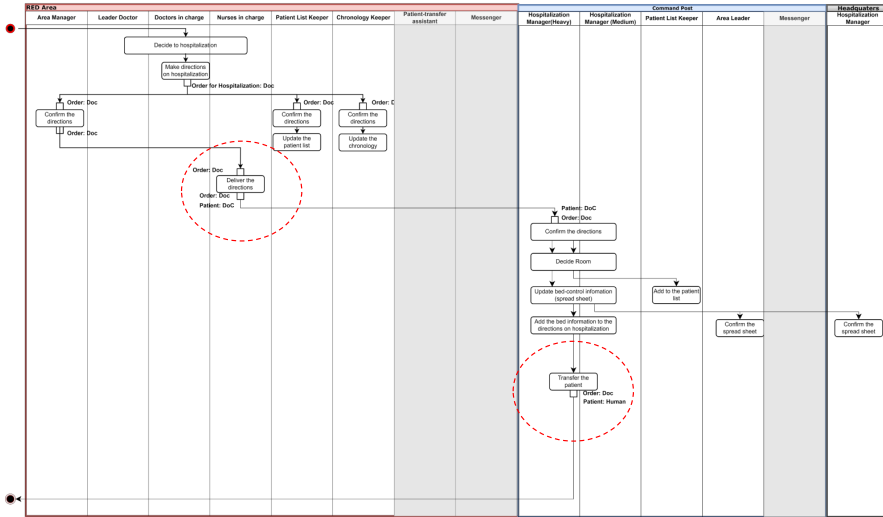 RED Area
Command Post
Headquaters
Area Manager
Leader Doctor
Doctors in charge
Nurses in charge
Patient List Keeper
Chronology Keeper
Patient-transfer
assistant
Messenger
Hospitalization
Manager(Heavy)
Hospitalization
Manager (Medium)
Patient List Keeper
Area Leader
Messenger
Hospitalization
Manager
Decide to hospitalization
Make directions
on hospitalization
Order for Hospitalization: Doc
Order: Doc
Order: Doc
Order: D
Confirm the
directions
Confirm the
directions
Confirm the
directions
Order: Doc
Update the
patient list
Update the
chronology
Order: Doc
Deliver the
directions
Order: Doc
Patient: DoC
Patient: DoC
Order: Doc
Confirm the directions
Decide Room
Update bed-control infomation
(spread sheet)
Add to the patient
list
Add the bed information to the
directions on hospitalization
Confirm the
spread sheet
Confirm the
spread sheet
Transfer the
patient
Order: Doc
Patient: Human